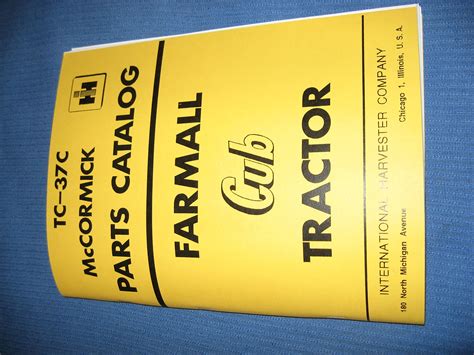 TC-37C
McCORMICK
PARTS CATALOG
IH
FARMALL
Cub
TRACTOR
INTERNATIONAL HARVESTER COMPANY
180 North Michigan Avenue Chicago 1, Illinois, U. S. A.